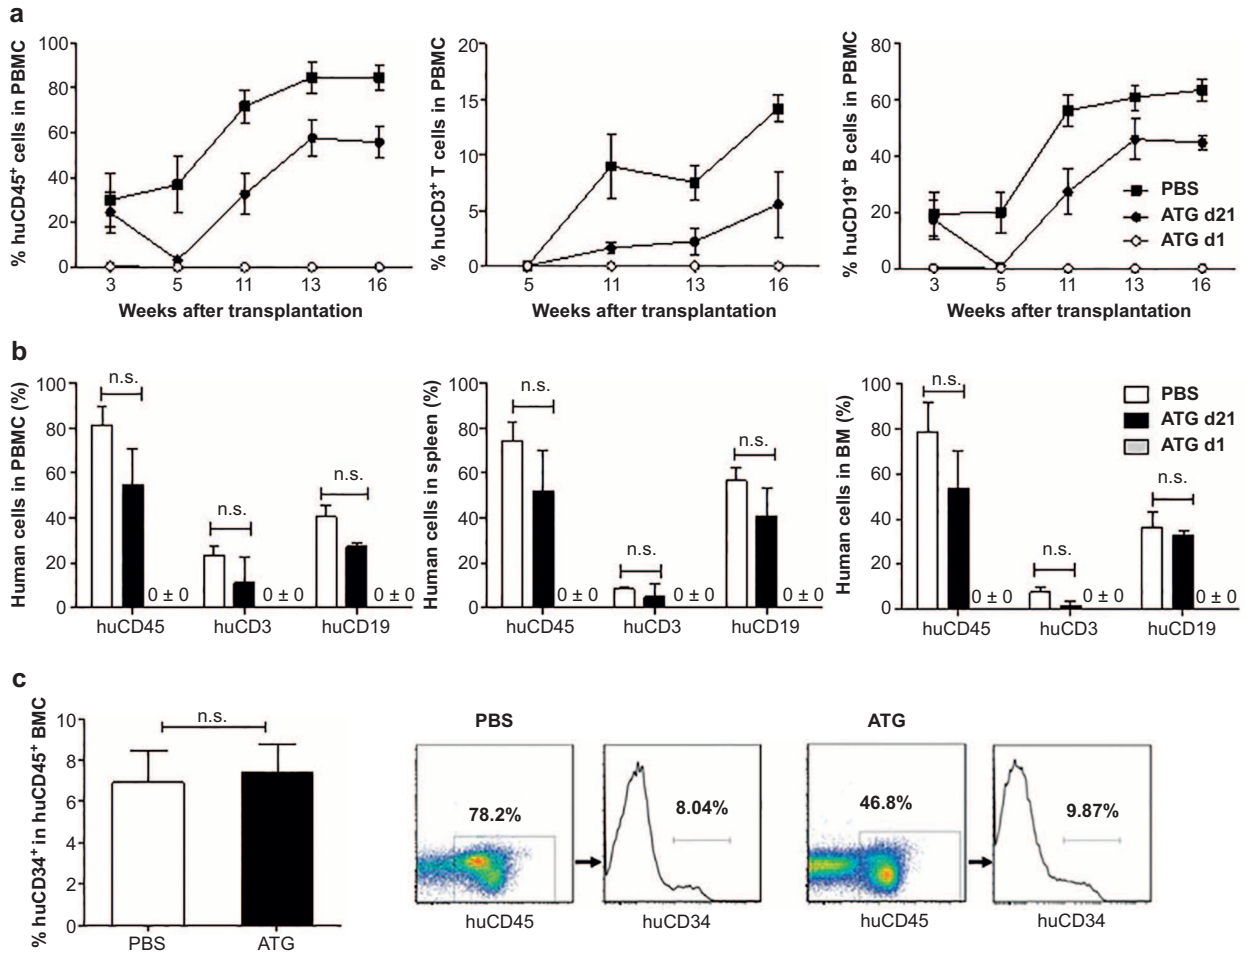 a
% huCD45⁺ cells in PBMC
100
80
60
40
20
0
3 5 11 13 16
Weeks after transplantation
% huCD3⁺ T cells in PBMC
20
15
10
5
0
5 11 13 16
Weeks after transplantation
% huCD19⁺ B cells in PBMC
80
60
40
20
0
3 5 11 13 16
Weeks after transplantation
PBS
ATG d21
ATG d1
b
Human cells in PBMC (%)
100
80
60
40
20
0
n.s.
n.s.
n.s.
0 ± 0 0 ± 0 0 ± 0
huCD45 huCD3 huCD19
Human cells in spleen (%)
100
80
60
40
20
0
n.s.
n.s.
n.s.
0 ± 0 0 ± 0 0 ± 0
huCD45 huCD3 huCD19
Human cells in BM (%)
100
80
60
40
20
0
n.s.
n.s.
n.s.
0 ± 0 0 ± 0 0 ± 0
huCD45 huCD3 huCD19
PBS
ATG d21
ATG d1
c
% huCD34⁺ in huCD45⁺ BMC
10
8
6
4
2
0
n.s.
PBS ATG
PBS
78.2%
huCD45
8.04%
huCD34
ATG
46.8%
huCD45
9.87%
huCD34